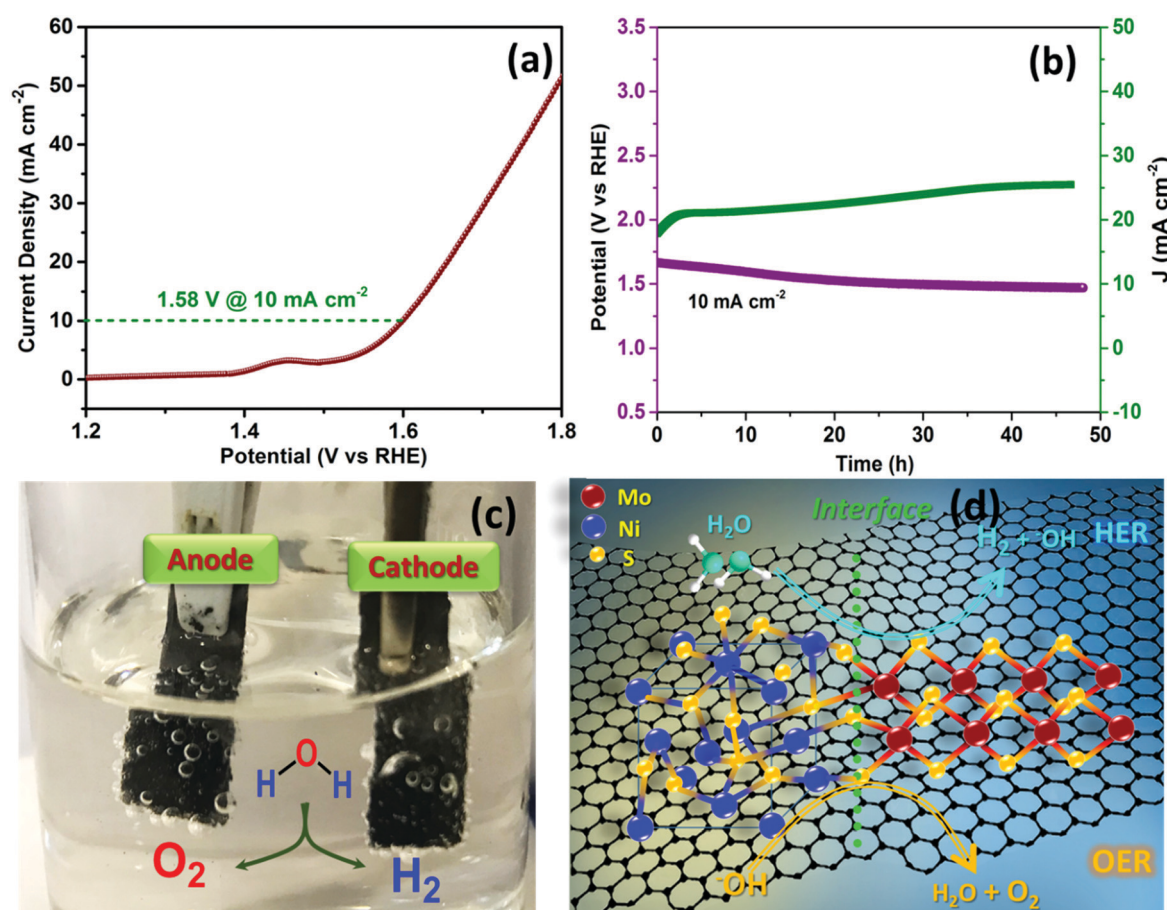 (a)
60
50
40
30
20
10
0
Current Density (mA cm⁻²)
1.58 V @ 10 mA cm⁻²
1.2
1.4
1.6
1.8
Potential (V vs RHE)
(b)
3.5
3.0
2.5
2.0
1.5
1.0
0.5
Potential (V vs RHE)
10 mA cm⁻²
50
40
30
20
10
0
-10
J (mA cm⁻²)
0
10
20
30
40
50
Time (h)
(c)
Anode
Cathode
O
H H
O₂
H₂
(d)
Mo
Ni
S
H₂O
Interface
H₂ + ⁻OH
HER
⁻OH
H₂O + O₂
OER